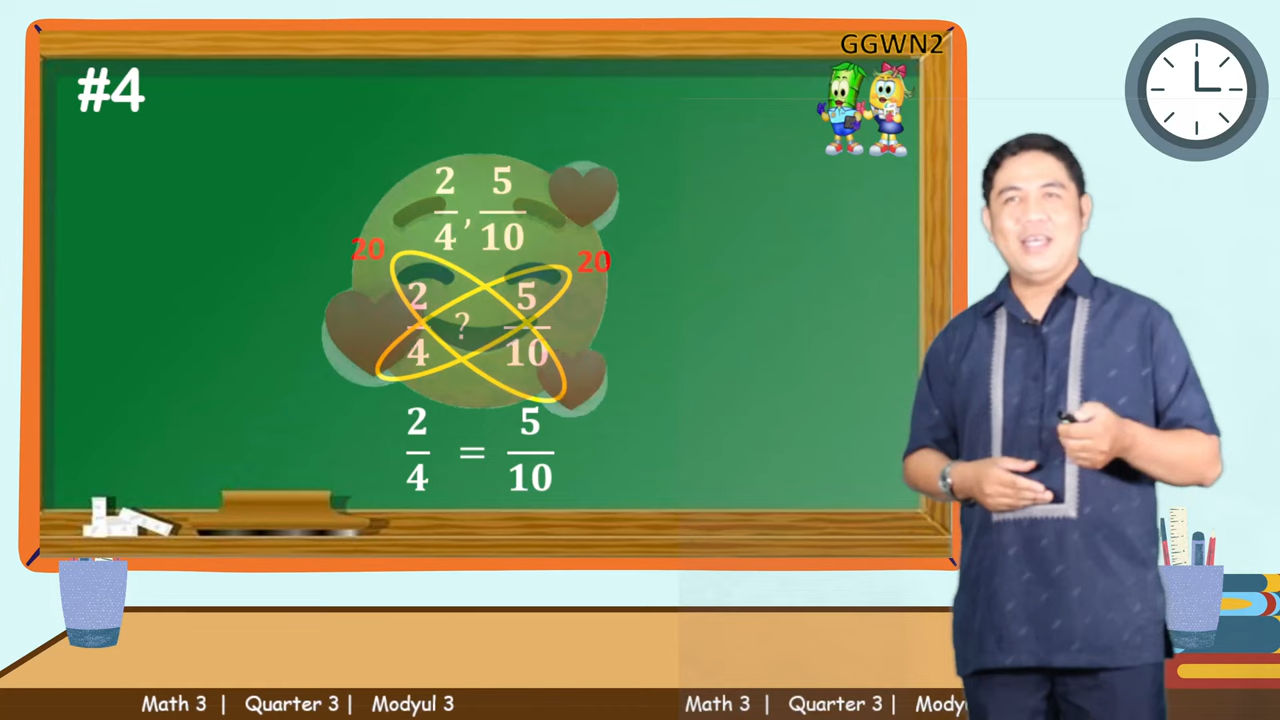 GGWN2
#4
2/4 , 5/10
20 20
2/4 ? 5/10
2/4 = 5/10
Math 3 | Quarter 3 | Modyul 3
Math 3 | Quarter 3 |